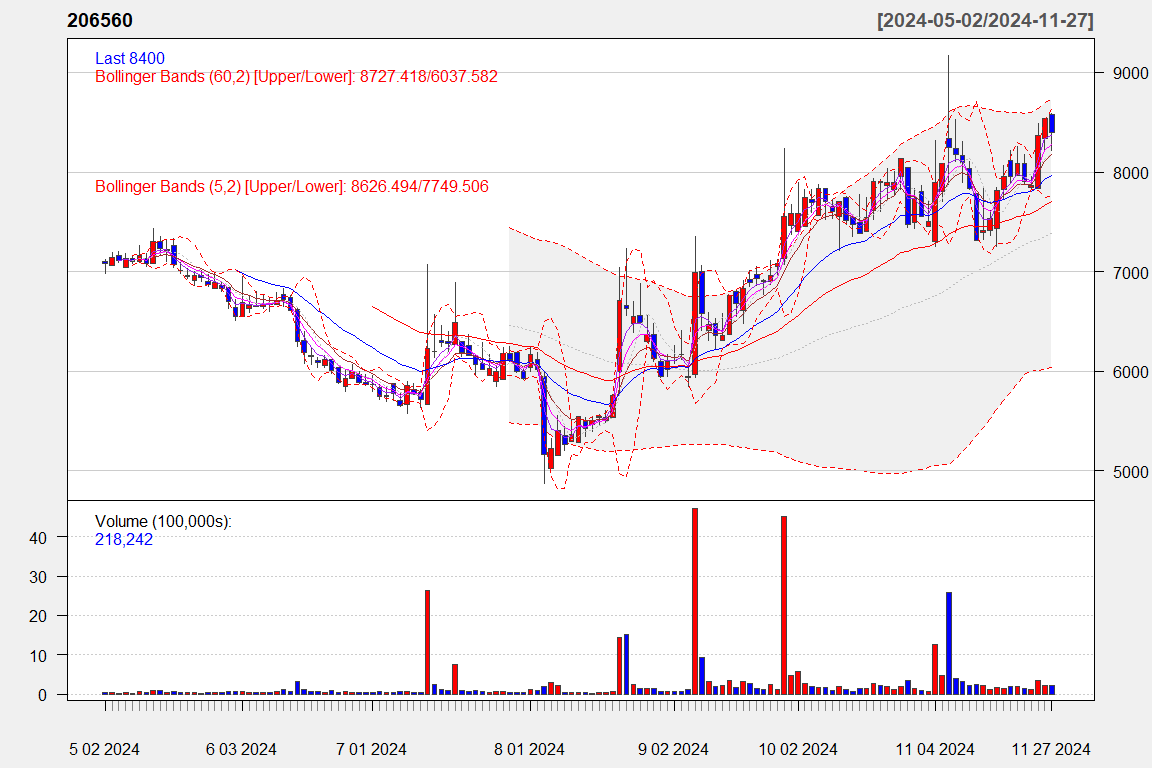 206560 [2024-05-02/2024-11-27]
Last 8400
Bollinger Bands (60,2) [Upper/Lower]: 8727.418/6037.582
Bollinger Bands (5,2) [Upper/Lower]: 8626.494/7749.506
9000
8000
7000
6000
5000
Volume (100,000s):
218,242
40
30
20
10
0
5 02 2024 6 03 2024 7 01 2024 8 01 2024 9 02 2024 10 02 2024 11 04 2024 11 27 2024